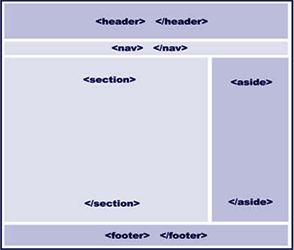 <header> </header>
<nav> </nav>
<section>
<aside>
</section>
</aside>
<footer> </footer>